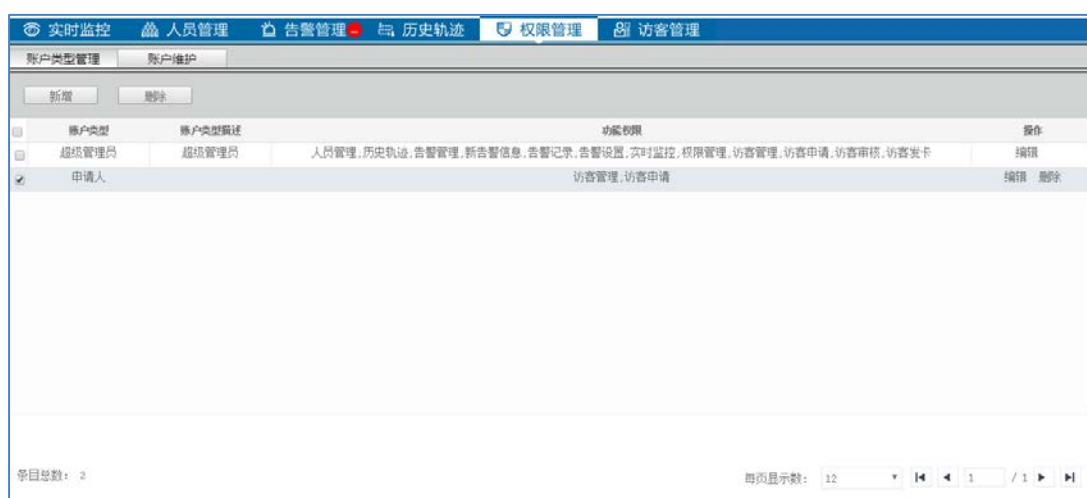 实时监控 人员管理 告警管理 历史轨迹 权限管理 访客管理
账户类型管理 账户维护
新增 删除
账户类型 账户类型描述 功能权限 操作
超级管理员 超级管理员 人员管理,历史轨迹,告警管理,新告警信息,告警记录,告警设置,实时监控,权限管理,访客管理,访客申请,访客审核,访客发卡 编辑
申请人 访客管理,访客申请 编辑 删除
条目总数: 2 每页显示数: 12 1 / 1